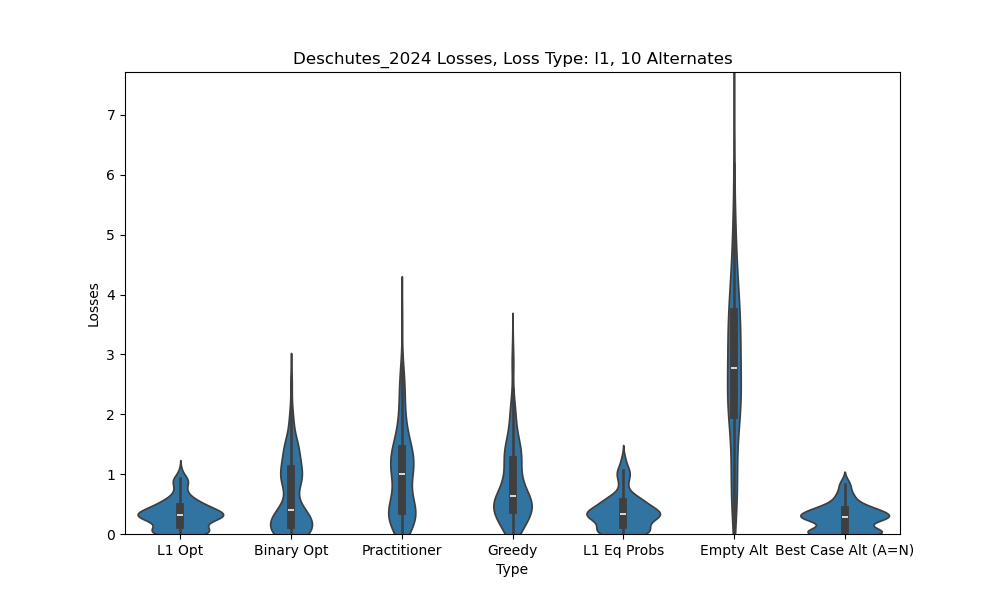 Deschutes_2024 Losses, Loss Type: l1, 10 Alternates
Losses
7
6
5
4
3
2
1
0
L1 Opt
Binary Opt
Practitioner
Greedy
L1 Eq Probs
Empty Alt
Best Case Alt (A=N)
Type